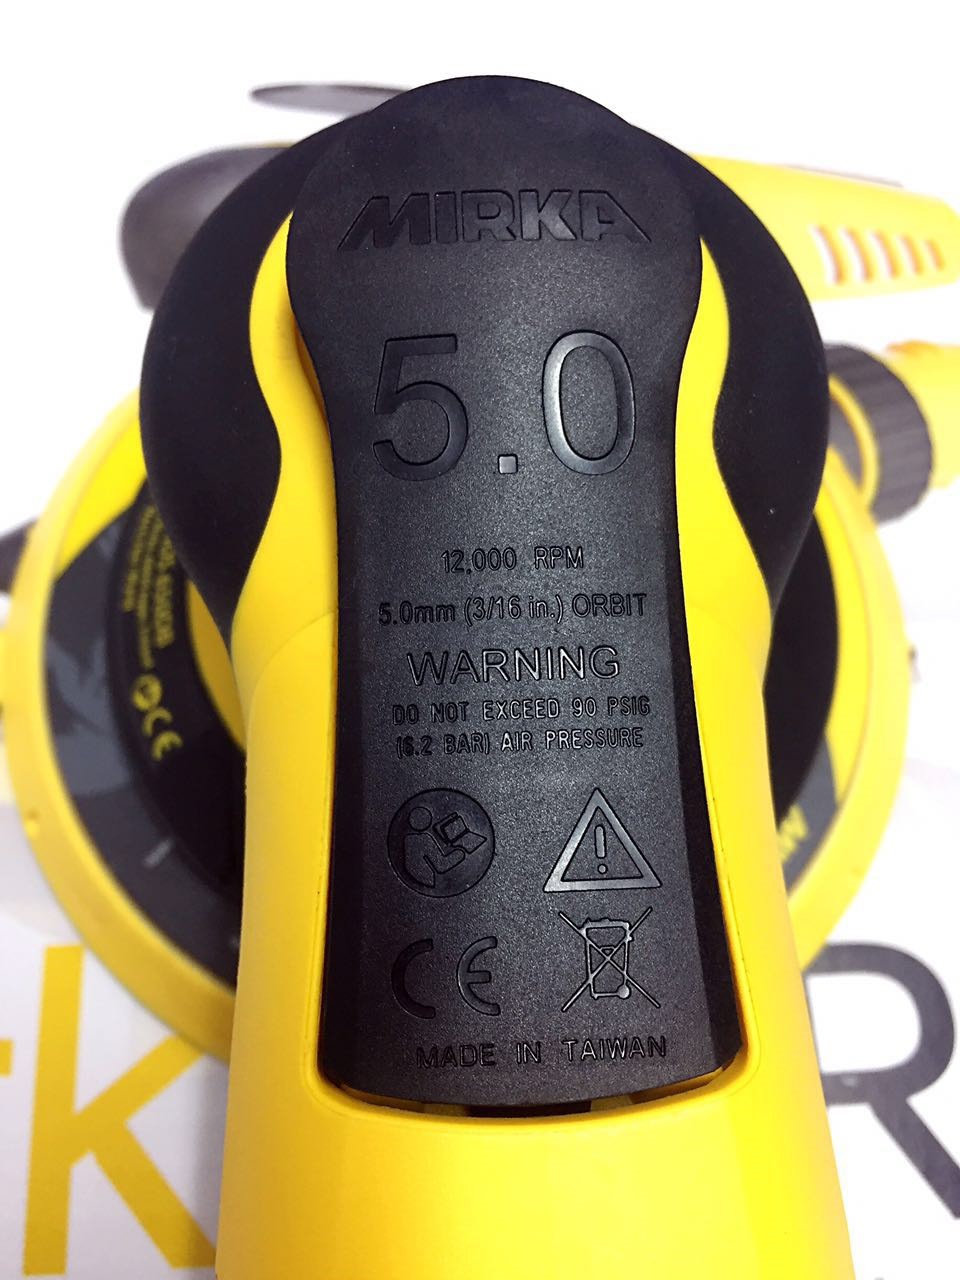 MIRKA
5.0
12,000 RPM
5.0mm (3/16 in.) ORBIT
WARNING
DO NOT EXCEED 90 PSIG
(6.2 BAR) AIR PRESSURE
CE
MADE IN TAIWAN
CE
k
R